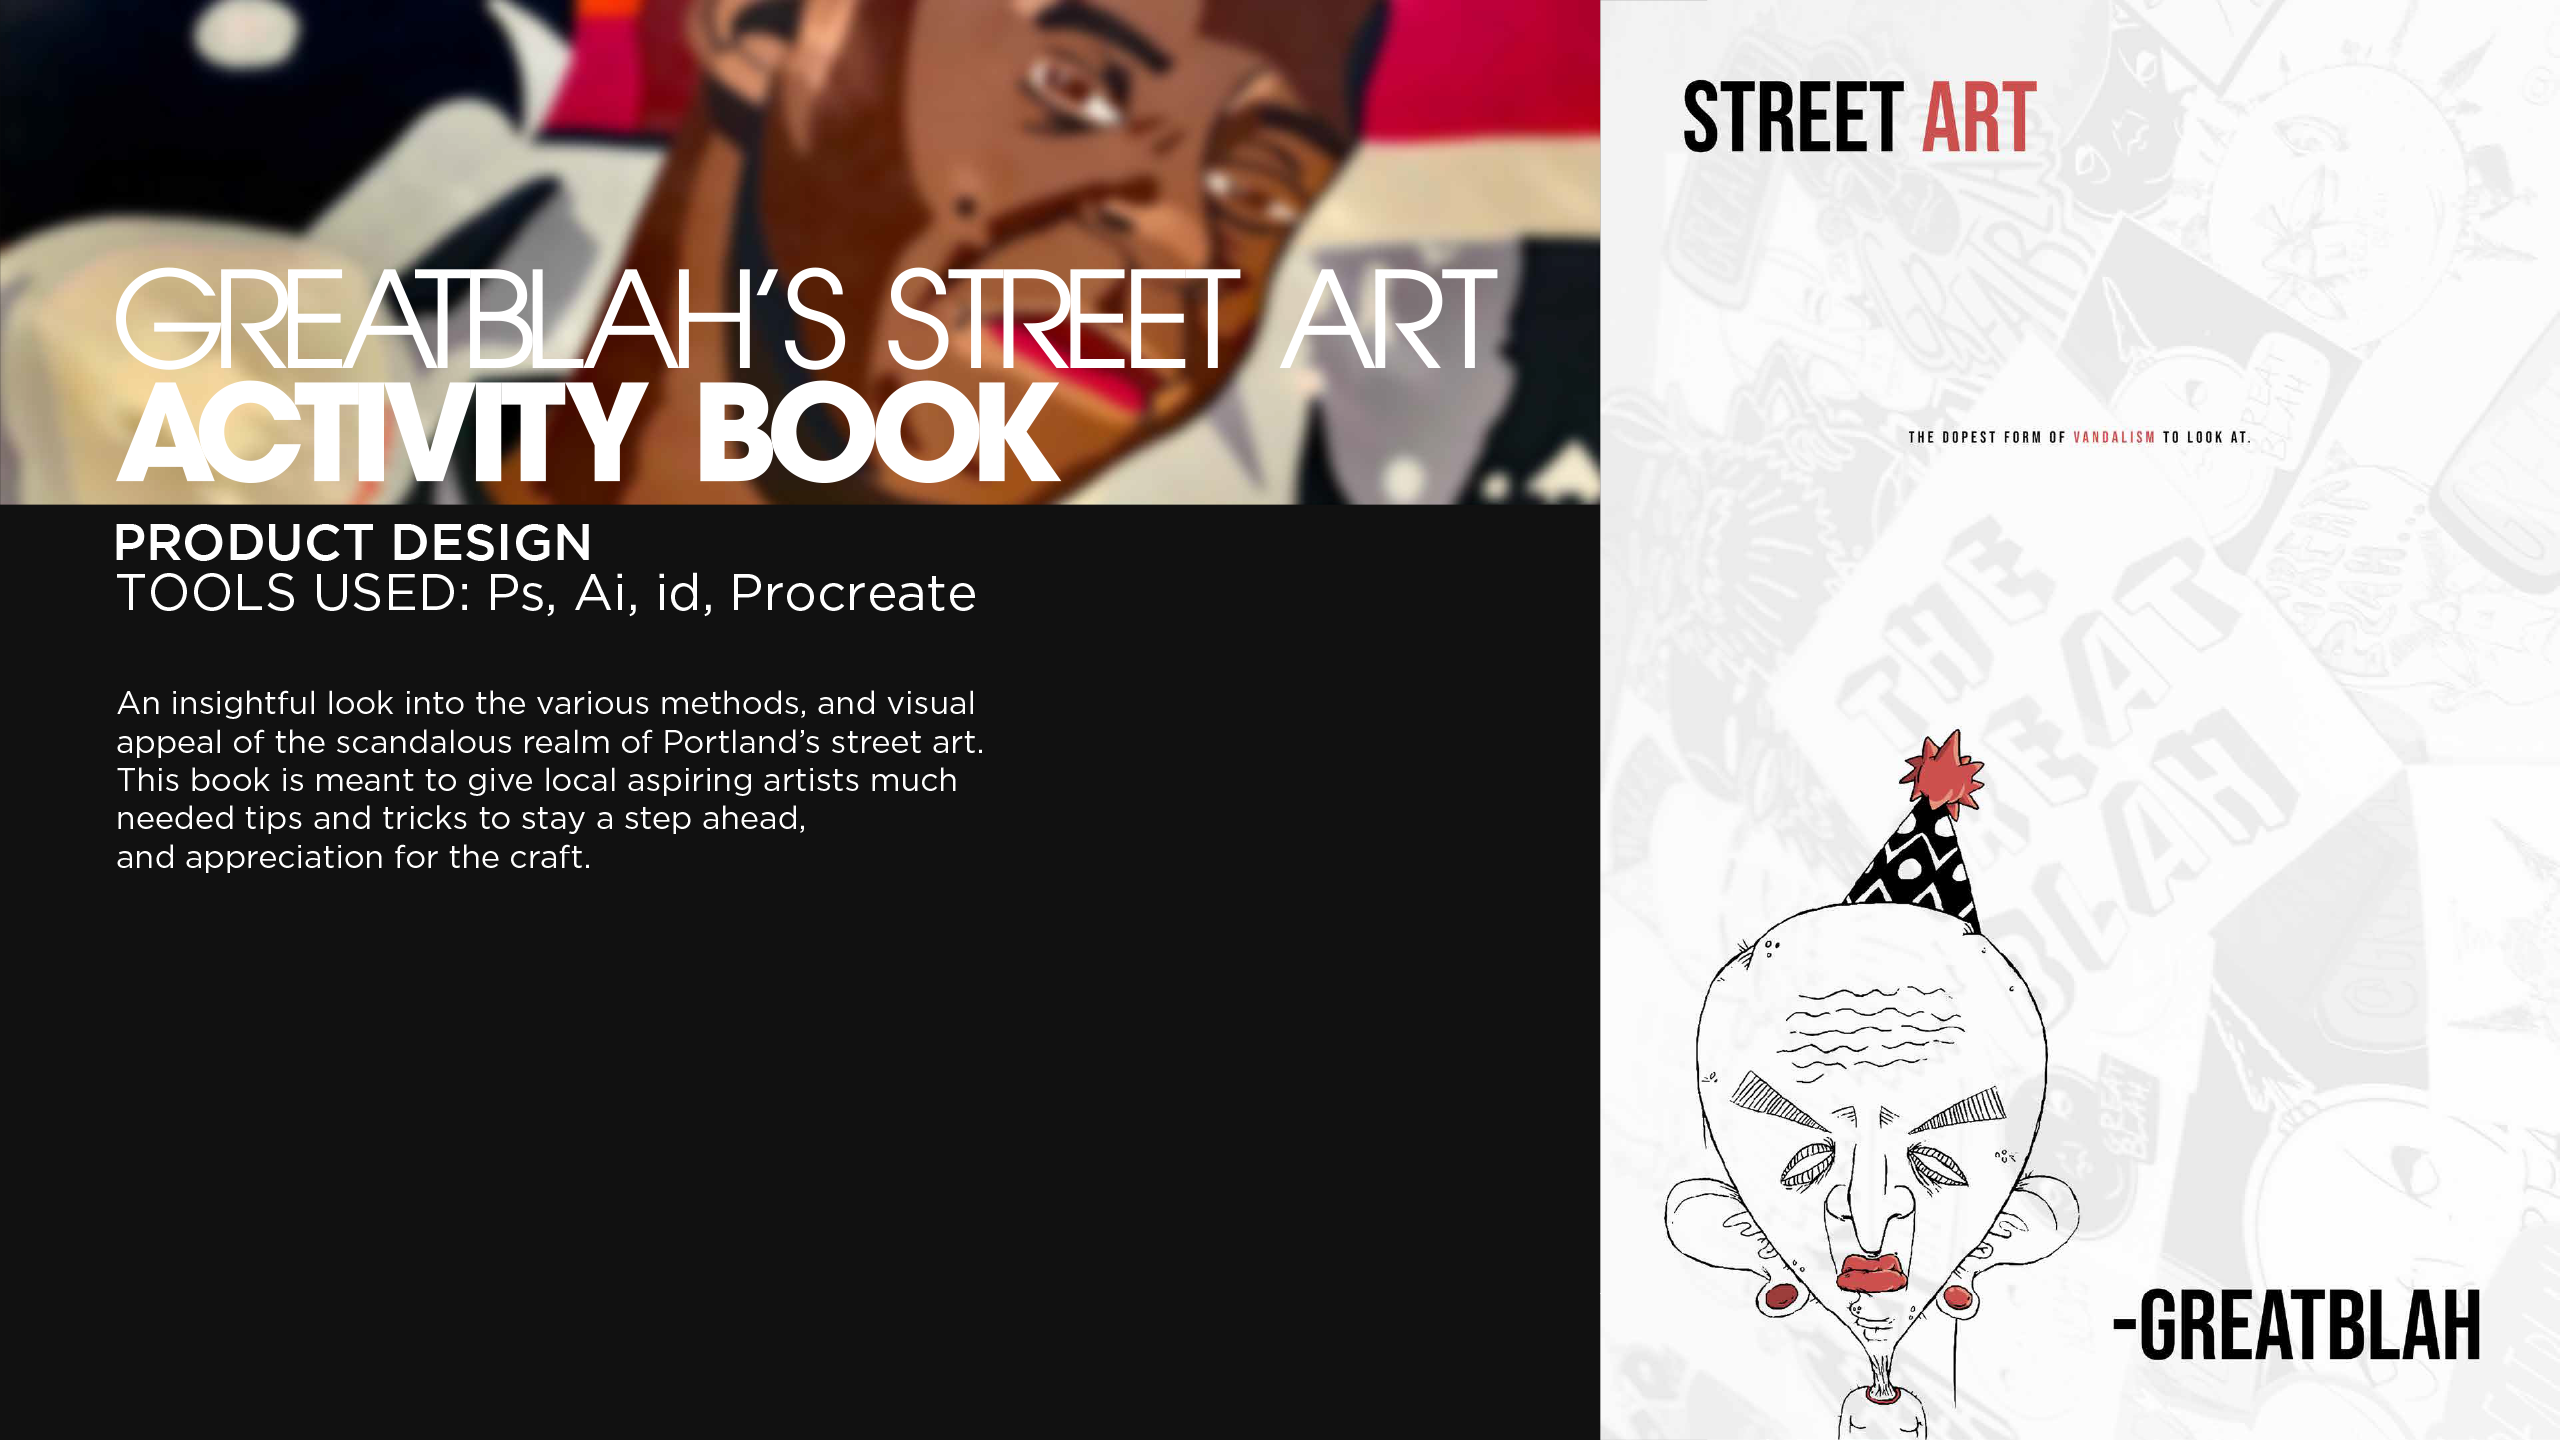 GREATBLAH'S STREET ART
ACTIVITY BOOK
PRODUCT DESIGN
TOOLS USED: Ps, Ai, id, Procreate
An insightful look into the various methods, and visual
appeal of the scandalous realm of Portland's street art.
This book is meant to give local aspiring artists much
needed tips and tricks to stay a step ahead,
and appreciation for the craft.
STREET ART
THE DOPEST FORM OF VANDALISM TO LOOK AT.
THE
GREAT
BLAH
GREAT
BLAH
-GREATBLAH